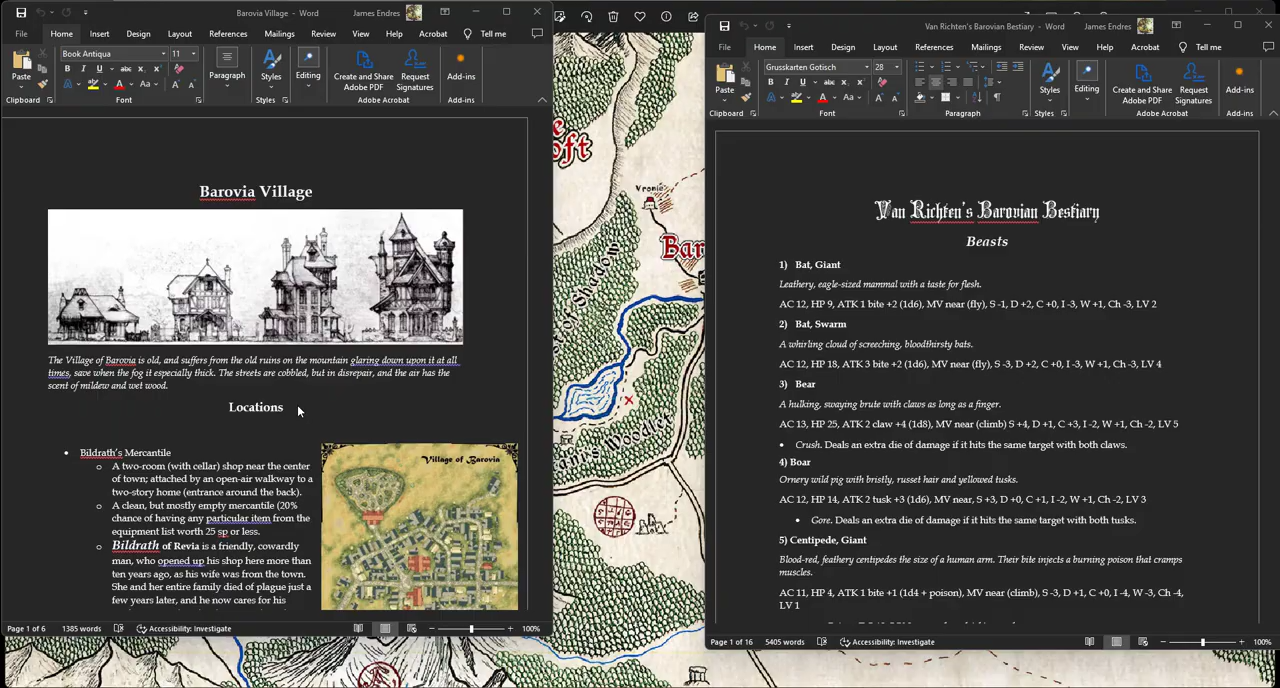 Barovia Village - Word
James Endres
File Home Insert Design Layout References Mailings Review View Help Acrobat Tell me
Paste
Clipboard
Book Antiqua 11
B I U abc x x
A A Aa A A
Font
Paragraph
Styles
Styles
Editing
Create and Share Adobe PDF
Request Signatures
Adobe Acrobat
Add-ins
Add-ins
Barovia Village
The Village of Barovia is old, and suffers from the old ruins on the mountain glaring down upon it at all
times, save when the fog it especially thick. The streets are cobbled, but in disrepair, and the air has the
scent of mildew and wet wood.
Locations
Bildrath's Mercantile
A two-room (with cellar) shop near the center
of town; attached by an open-air walkway to a
two-story home (entrance around the back).
A clean, but mostly empty mercantile (20%
chance of having any particular item from the
equipment list worth 25 sp or less.
Bildrath of Revia is a friendly, cowardly
man, who opened up his shop here more than
ten years ago, as his wife was from the town.
She and her entire family died of plague just a
few years later, and he now cares for his
Village of Barovia
Page 1 of 6 1385 words Accessibility: Investigate 100%
Vronie
of Shadow
Bar
Van Richten's Barovian Bestiary - Word
James Endres
File Home Insert Design Layout References Mailings Review View Help Acrobat Tell me
Paste
Clipboard
Grusskarten Gotisch 28
B I U abc x x
A A Aa A A
Font
Paragraph
Styles
Styles
Editing
Create and Share Adobe PDF
Request Signatures
Adobe Acrobat
Add-ins
Add-ins
Van Richten's Barovian Bestiary
Beasts
1) Bat, Giant
Leathery, eagle-sized mammal with a taste for flesh.
AC 12, HP 9, ATK 1 bite +2 (1d6), MV near (fly), S -1, D +2, C +0, I -3, W +1, Ch -3, LV 2
2) Bat, Swarm
A whirling cloud of screeching, bloodthirsty bats.
AC 12, HP 18, ATK 3 bite +2 (1d6), MV near (fly), S -3, D +2, C +0, I -3, W +1, Ch -3, LV 4
3) Bear
A hulking, swaying brute with claws as long as a finger.
AC 13, HP 25, ATK 2 claw +4 (1d8), MV near (climb) S +4, D +1, C +3, I -2, W +1, Ch -2, LV 5
Crush. Deals an extra die of damage if it hits the same target with both claws.
4) Boar
Ornery wild pig with bristly, russet hair and yellowed tusks.
AC 12, HP 14, ATK 2 tusk +3 (1d6), MV near, S +3, D +0, C +1, I -2, W +1, Ch -2, LV 3
Gore. Deals an extra die of damage if it hits the same target with both tusks.
5) Centipede, Giant
Blood-red, feathery centipedes the size of a human arm. Their bite injects a burning poison that cramps
muscles.
AC 11, HP 4, ATK 1 bite +1 (1d4 + poison), MV near (climb), S -3, D +1, C +0, I -4, W -3, Ch -4,
LV 1
Page 1 of 16 5405 words Accessibility: Investigate 100%